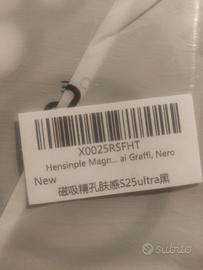 X0025RSFHT
Hensinple Magn... ai Graffi, Nero
New
磁吸精孔肤感S25ultra黑
subito